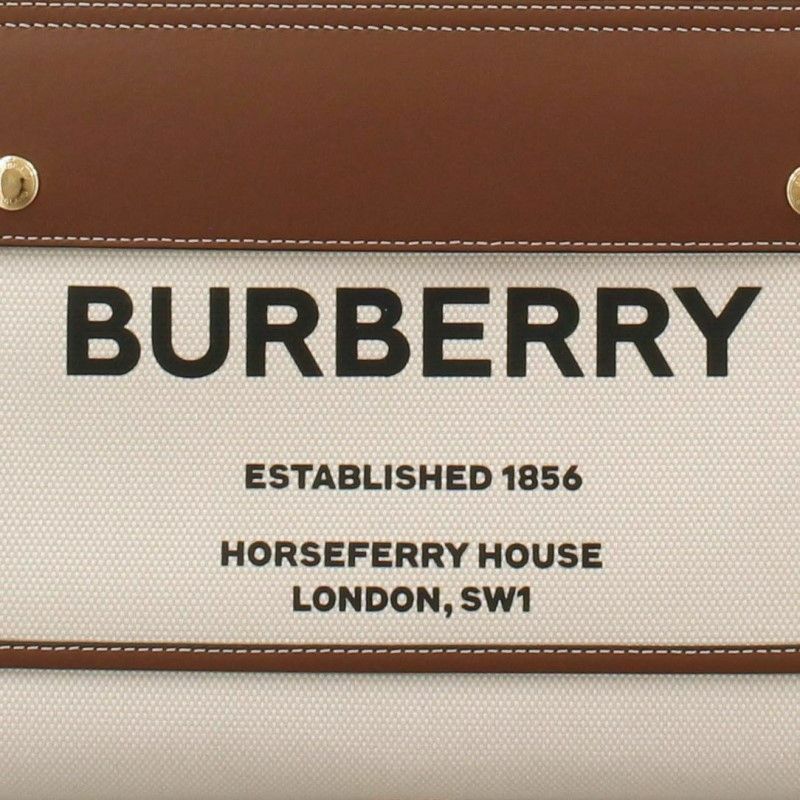 BURBERRY
ESTABLISHED 1856
HORSEFERRY HOUSE
LONDON, SW1